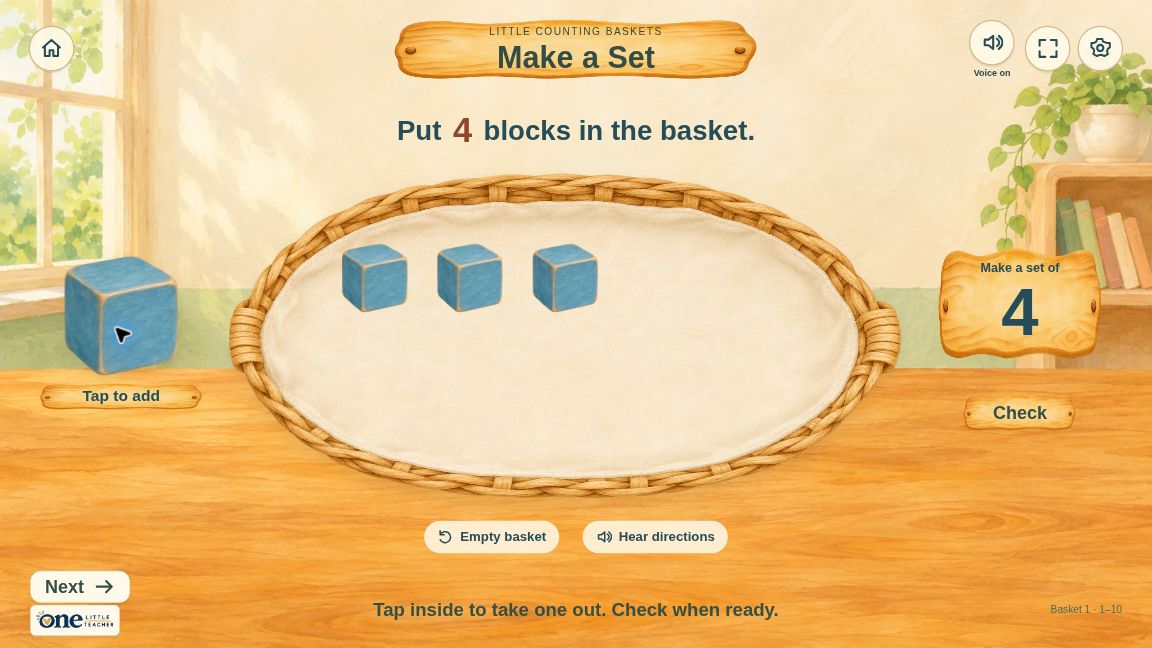 LITTLE COUNTING BASKETS
Make a Set
Voice on
Put 4 blocks in the basket.
Make a set of
4
Tap to add
Check
Empty basket
Hear directions
Next
one LITTLE TEACHER
Tap inside to take one out. Check when ready.
Basket 1 · 1–10